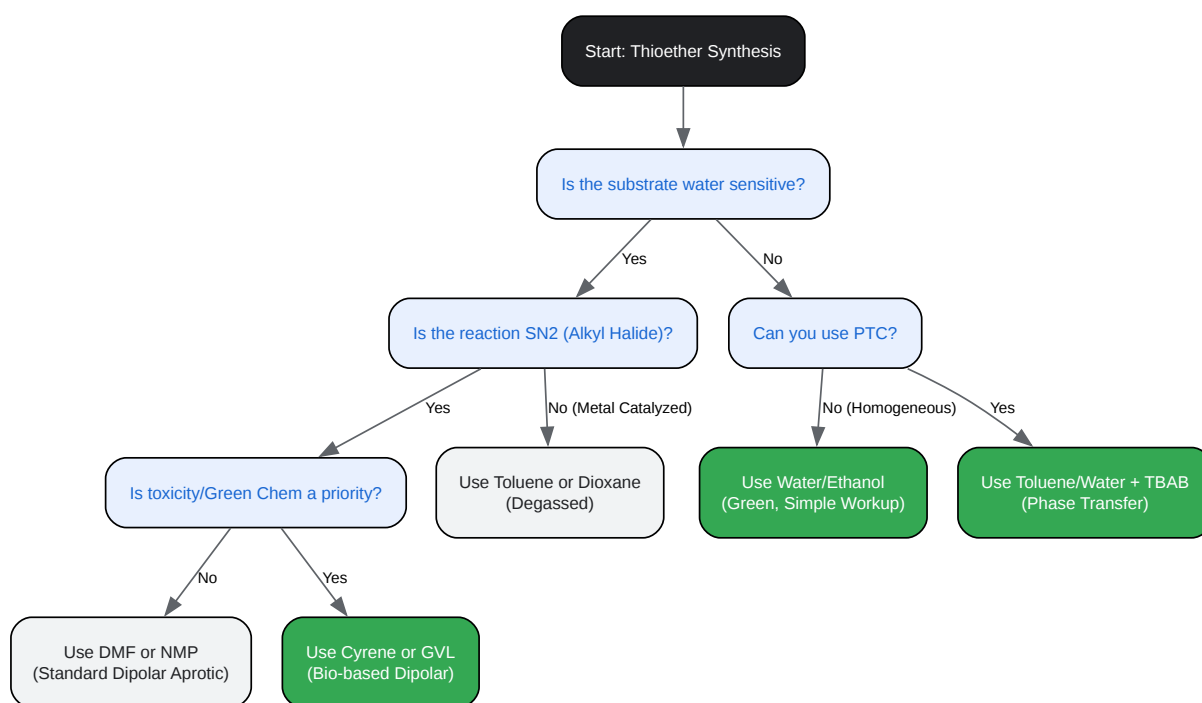 Start: Thioether Synthesis
Is the substrate water sensitive?
Yes
No
Is the reaction SN2 (Alkyl Halide)?
Can you use PTC?
Yes
No (Metal Catalyzed)
No (Homogeneous)
Yes
Is toxicity/Green Chem a priority?
Use Toluene or Dioxane
(Degassed)
Use Water/Ethanol
(Green, Simple Workup)
Use Toluene/Water + TBAB
(Phase Transfer)
No
Yes
Use DMF or NMP
(Standard Dipolar Aprotic)
Use Cyrene or GVL
(Bio-based Dipolar)